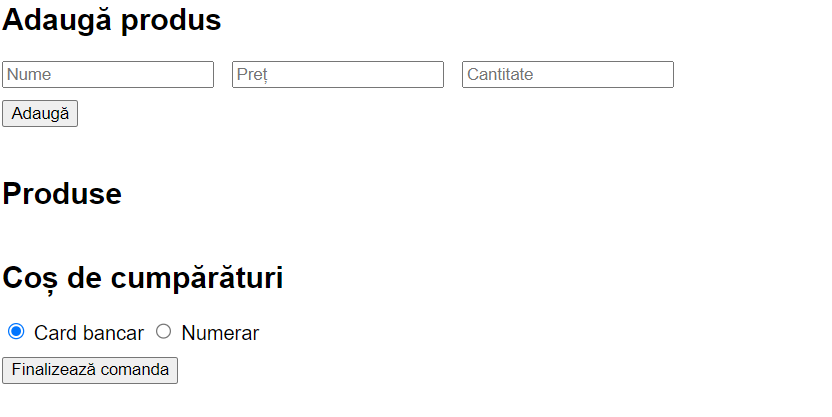 Adaugă produs
Nume Preț Cantitate
Adaugă
Produse
Coș de cumpărături
Card bancar Numerar
Finalizează comanda